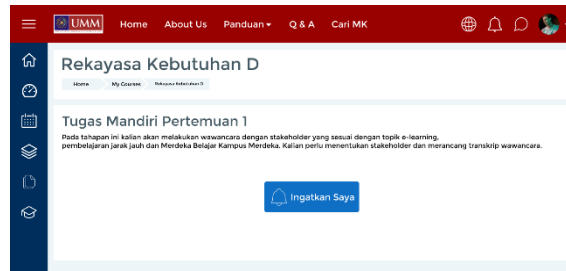 UMM Home About Us Panduan Q & A Cari MK
Rekayasa Kebutuhan D
Home My Courses Rekayasa Kebutuhan D
Tugas Mandiri Pertemuan 1
Pada tahapan ini kalian akan melakukan wawancara dengan stakeholder yang sesuai dengan topik e-learning,
pembelajaran jarak jauh dan Merdeka Belajar Kampus Merdeka. Kalian perlu menentukan stakeholder dan merancang transkrip wawancara.
Ingatkan Saya